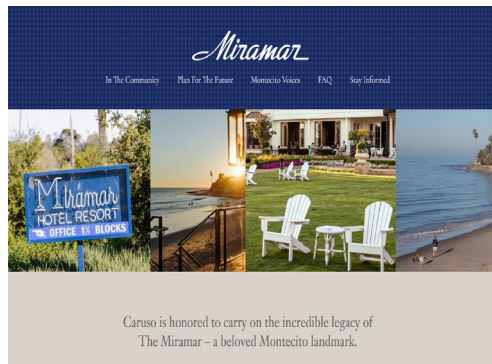 Miramar
In The Community Plan For The Future Montecito Voices FAQ Stay Informed
Miramar
HOTEL RESORT
OFFICE 1½ BLOCKS
Caruso is honored to carry on the incredible legacy of
The Miramar – a beloved Montecito landmark.